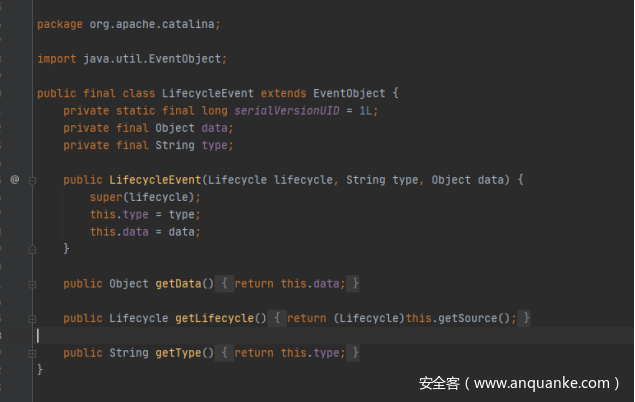 package org.apache.catalina;
import java.util.EventObject;
public final class LifecycleEvent extends EventObject {
private static final long serialVersionUID = 1L;
private final Object data;
private final String type;
@ public LifecycleEvent(Lifecycle lifecycle, String type, Object data) {
super(lifecycle);
this.type = type;
this.data = data;
}
public Object getData() { return this.data; }
public Lifecycle getLifecycle() { return (Lifecycle)this.getSource(); }
public String getType() { return this.type; }
}
安全客（www.anquanke.com）